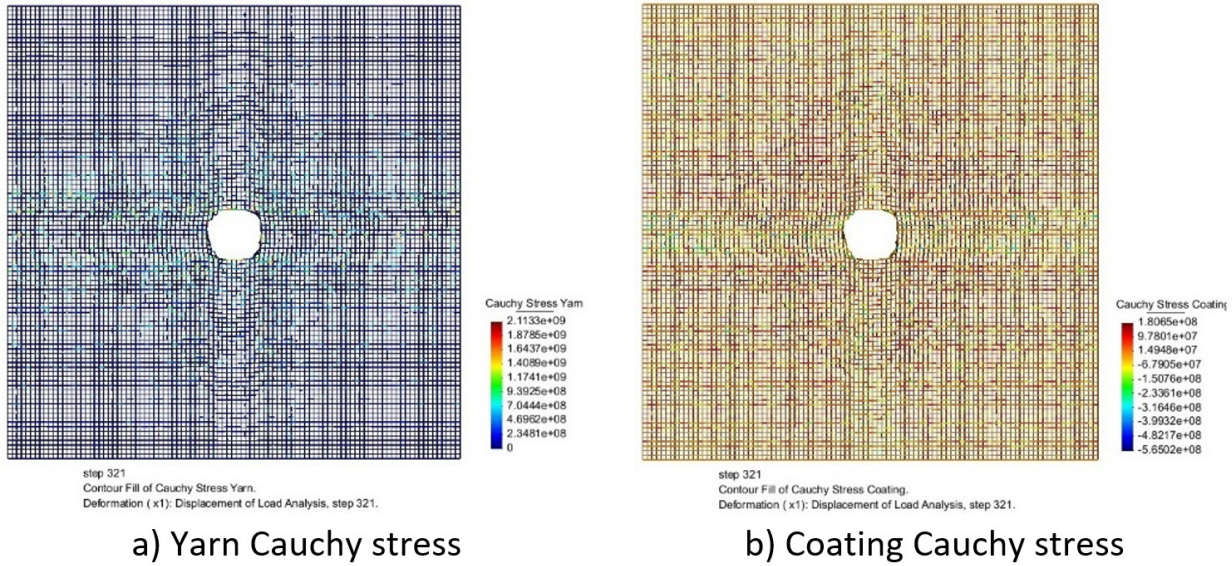 Cauchy Stress Yarn
2.1133e+09
1.8785e+09
1.6437e+09
1.4089e+09
1.1741e+09
9.3925e+08
7.0444e+08
4.6962e+08
2.3481e+08
0
step 321
Contour Fill of Cauchy Stress Yarn.
Deformation ( x1): Displacement of Load Analysis, step 321.
a) Yarn Cauchy stress
Cauchy Stress Coating
1.8065e+08
9.7801e+07
1.4948e+07
-6.7905e+07
-1.5076e+08
-2.3361e+08
-3.1646e+08
-3.9932e+08
-4.8217e+08
-5.6502e+08
step 321
Contour Fill of Cauchy Stress Coating.
Deformation ( x1): Displacement of Load Analysis, step 321.
b) Coating Cauchy stress